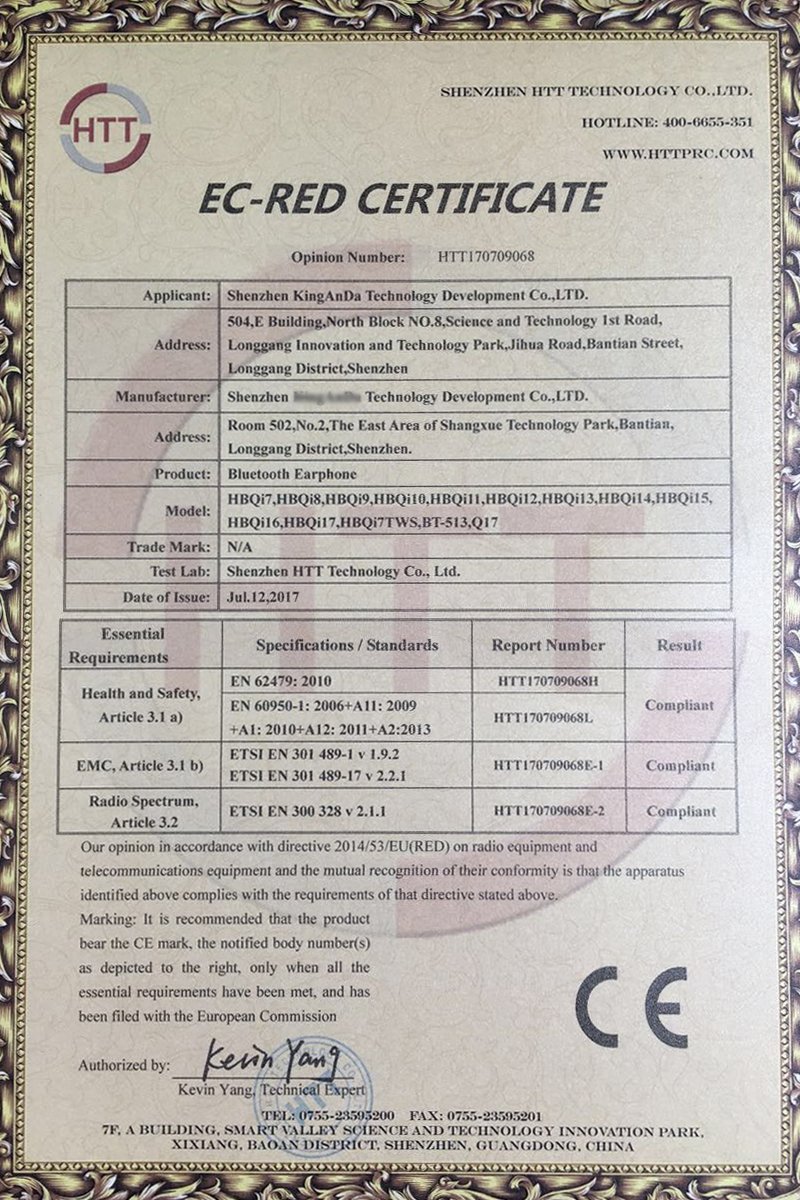 HTT
SHENZHEN HTT TECHNOLOGY CO.,LTD.
HOTLINE: 400-6655-351
WWW.HTTPRC.COM
EC-RED CERTIFICATE
Opinion Number: HTT170709068
Applicant: Shenzhen KingAnDa Technology Development Co.,LTD.
504,E Building,North Block NO.8,Science and Technology 1st Road,
Address: Longgang Innovation and Technology Park,Jihua Road,Bantian Street,
Longgang District,Shenzhen
Manufacturer: Shenzhen Technology Development Co.,LTD.
Room 502,No.2,The East Area of Shangxue Technology Park,Bantian,
Address:
Longgang District,Shenzhen.
Product: Bluetooth Earphone
HBQi7,HBQi8,HBQi9,HBQi10,HBQi11,HBQi12,HBQi13,HBQi14,HBQi15,
Model:
HBQi16,HBQi17,HBQi7TWS,BT-513,Q17
Trade Mark: N/A
Test Lab: Shenzhen HTT Technology Co., Ltd.
Date of Issue: Jul.12,2017
Essential
Requirements
Specifications / Standards
Report Number
Result
Health and Safety,
Article 3.1 a)
EN 62479: 2010
HTT170709068H
EN 60950-1: 2006+A11: 2009
+A1: 2010+A12: 2011+A2:2013
HTT170709068L
Compliant
EMC, Article 3.1 b)
ETSI EN 301 489-1 v 1.9.2
ETSI EN 301 489-17 v 2.2.1
HTT170709068E-1
Compliant
Radio Spectrum,
Article 3.2
ETSI EN 300 328 v 2.1.1
HTT170709068E-2
Compliant
Our opinion in accordance with directive 2014/53/EU(RED) on radio equipment and
telecommunications equipment and the mutual recognition of their conformity is that the apparatus
identified above complies with the requirements of that directive stated above.
Marking: It is recommended that the product
bear the CE mark, the notified body number(s)
as depicted to the right, only when all the
essential requirements have been met, and has
been filed with the European Commission
CE
Authorized by: Kevin Yang
Kevin Yang, Technical Expert
TEL: 0755-23595200 FAX: 0755-23595201
7F, A BUILDING, SMART VALLEY SCIENCE AND TECHNOLOGY INNOVATION PARK,
XIXIANG, BAOAN DISTRICT, SHENZHEN, GUANGDONG, CHINA